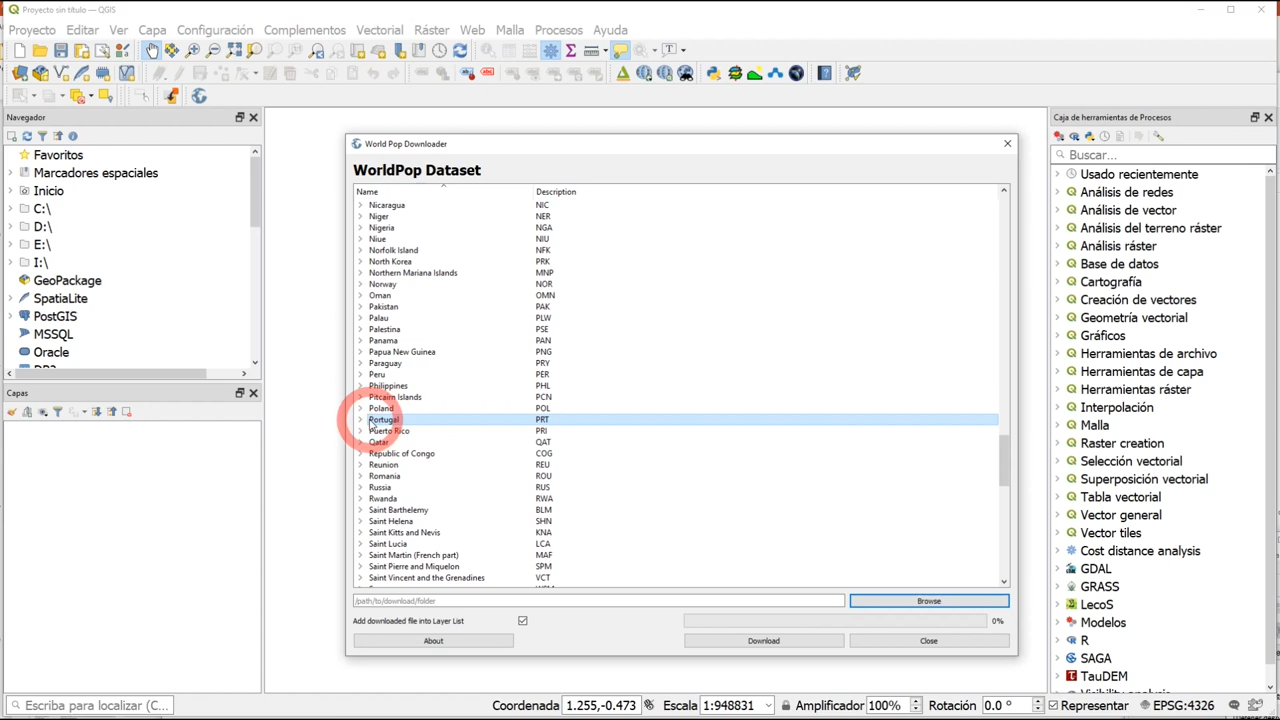 Proyecto sin título — QGIS
Proyecto Editar Ver Capa Configuración Complementos Vectorial Ráster Web Malla Procesos Ayuda
Navegador
Favoritos
Marcadores espaciales
Inicio
C:\
D:\
E:\
I:\
GeoPackage
SpatiaLite
PostGIS
MSSQL
Oracle
Capas
World Pop Downloader
WorldPop Dataset
Name Description
Nicaragua NIC
Niger NER
Nigeria NGA
Niue NIU
Norfolk Island NFK
North Korea PRK
Northern Mariana Islands MNP
Norway NOR
Oman OMN
Pakistan PAK
Palau PLW
Palestina PSE
Panama PAN
Papua New Guinea PNG
Paraguay PRY
Peru PER
Philippines PHL
Pitcairn Islands PCN
Poland POL
Portugal PRT
Puerto Rico PRI
Qatar QAT
Republic of Congo COG
Reunion REU
Romania ROU
Russia RUS
Rwanda RWA
Saint Barthelemy BLM
Saint Helena SHN
Saint Kitts and Nevis KNA
Saint Lucia LCA
Saint Martin (French part) MAF
Saint Pierre and Miquelon SPM
Saint Vincent and the Grenadines VCT
/path/to/download/folder Browse
Add downloaded file into Layer List 0%
About Download Close
Caja de herramientas de Procesos
Buscar...
Usado recientemente
Análisis de redes
Análisis de vector
Análisis del terreno ráster
Análisis ráster
Base de datos
Cartografía
Creación de vectores
Geometría vectorial
Gráficos
Herramientas de archivo
Herramientas de capa
Herramientas ráster
Interpolación
Malla
Raster creation
Selección vectorial
Superposición vectorial
Tabla vectorial
Vector general
Vector tiles
Cost distance analysis
GDAL
GRASS
LecoS
Modelos
R
SAGA
TauDEM
Escriba para localizar (C... Coordenada 1.255,-0.473 Escala 1:948831 Amplificador 100% Rotación 0.0 ° Representar EPSG:4326